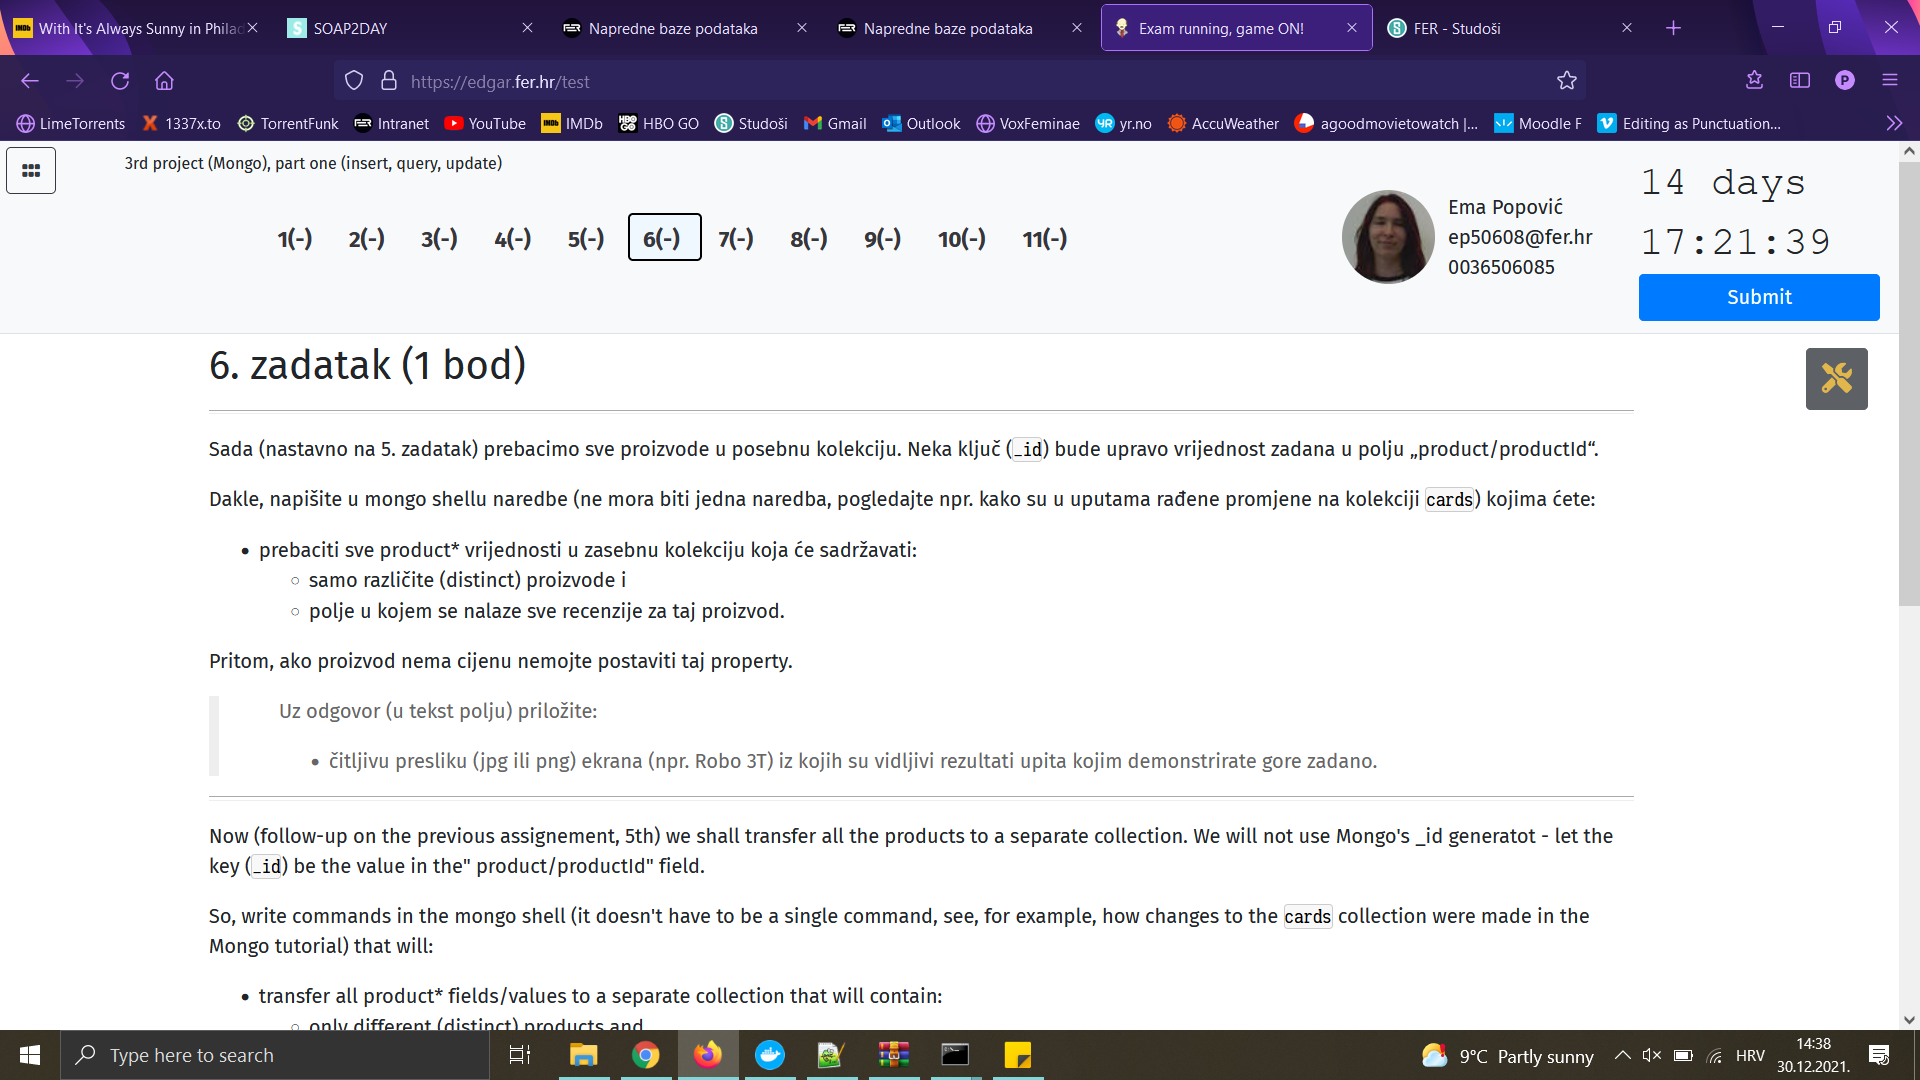 With It's Always Sunny in Philad
SOAP2DAY
Napredne baze podataka
Napredne baze podataka
Exam running, game ON!
FER - Studoši
https://edgar.fer.hr/test
LimeTorrents
1337x.to
TorrentFunk
Intranet
YouTube
IMDb
HBO GO
Studoši
Gmail
Outlook
VoxFeminae
yr.no
AccuWeather
agoodmovietowatch |...
Moodle F
Editing as Punctuation...
3rd project (Mongo), part one (insert, query, update)
1(-) 2(-) 3(-) 4(-) 5(-) 6(-) 7(-) 8(-) 9(-) 10(-) 11(-)
Ema Popović
ep50608@fer.hr
0036506085
14 days
17:21:39
Submit
6. zadatak (1 bod)
Sada (nastavno na 5. zadatak) prebacimo sve proizvode u posebnu kolekciju. Neka ključ (_id) bude upravo vrijednost zadana u polju „product/productId“.
Dakle, napišite u mongo shellu naredbe (ne mora biti jedna naredba, pogledajte npr. kako su u uputama rađene promjene na kolekciji cards) kojima ćete:
• prebaciti sve product* vrijednosti u zasebnu kolekciju koja će sadržavati:
◦ samo različite (distinct) proizvode i
◦ polje u kojem se nalaze sve recenzije za taj proizvod.
Pritom, ako proizvod nema cijenu nemojte postaviti taj property.
Uz odgovor (u tekst polju) priložite:
• čitljivu presliku (jpg ili png) ekrana (npr. Robo 3T) iz kojih su vidljivi rezultati upita kojim demonstrirate gore zadano.
Now (follow-up on the previous assignement, 5th) we shall transfer all the products to a separate collection. We will not use Mongo's _id generatot - let the
key (_id) be the value in the" product/productId" field.
So, write commands in the mongo shell (it doesn't have to be a single command, see, for example, how changes to the cards collection were made in the
Mongo tutorial) that will:
• transfer all product* fields/values to a separate collection that will contain:
◦ only different (distinct) products and
Type here to search
9°C Partly sunny
HRV
14:38
30.12.2021.